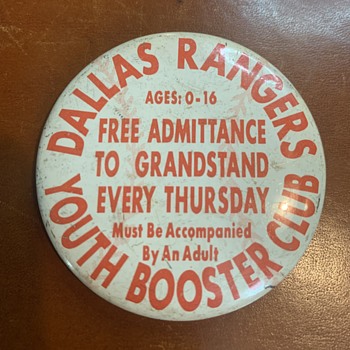 DALLAS RANGERS
AGES: 0-16
FREE ADMITTANCE
TO GRANDSTAND
EVERY THURSDAY
Must Be Accompanied
By An Adult
YOUTH BOOSTER CLUB